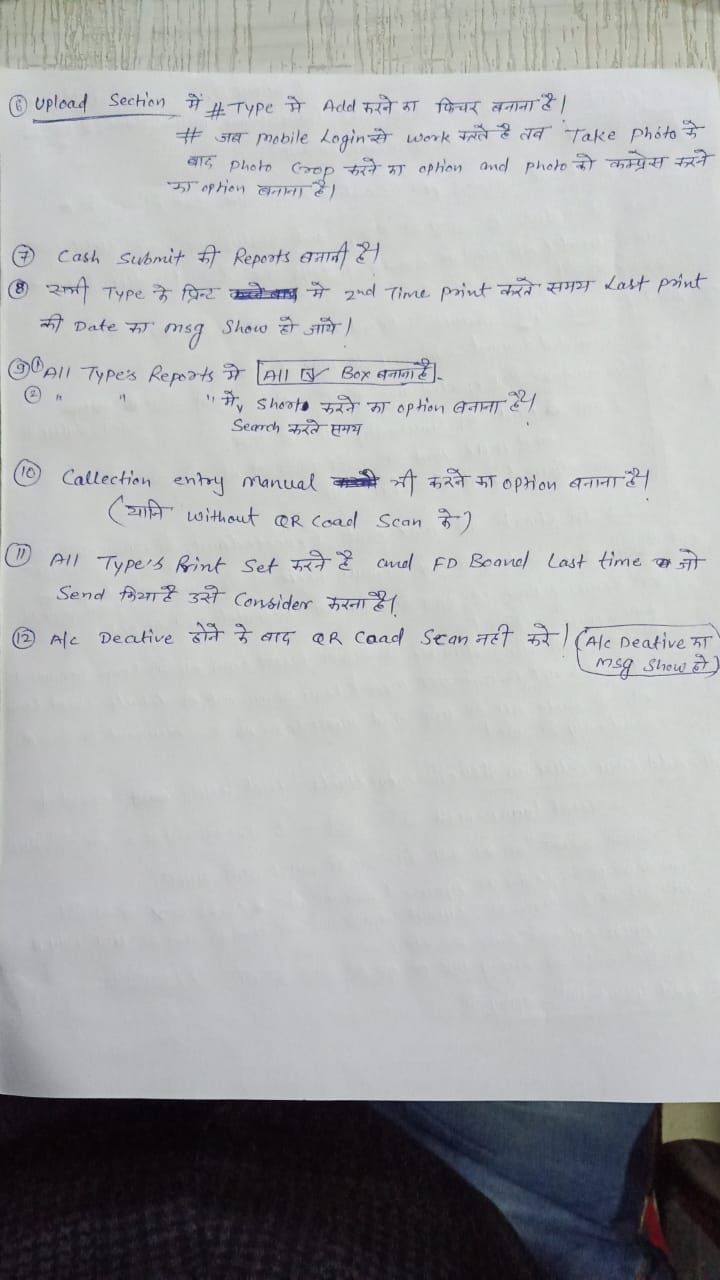 ⑥ Upload Section में # Type मे Add करने का फिचर बनाना है।
# जब mobile Login से work करते है तब Take photo के
बाद photo Crop करने का option and photo को कम्प्रेस करने
का option बनाना है।
⑦ Cash Submit की Reports बनानी है।
⑧ सभी Type के प्रिन्ट मे 2nd Time print करते समय Last print
की Date का msg Show हो जाये।
⑨ ① All Type's Reports मे [All ☑ Box बनाना है].
② " " " में, Short करने का option बनाना है।
Search करते समय
⑩ Callection entry manual भी करने का option बनाना है।
(यानि without QR Coad Scan के)
⑪ All Type's Print Set करने है and FD Boand Last time जो
Send किया है उसे Consider करना है।
⑫ A/c Deative होने के बाद QR Coad Scan नही करे। (A/c Deative का
msg Show हो)